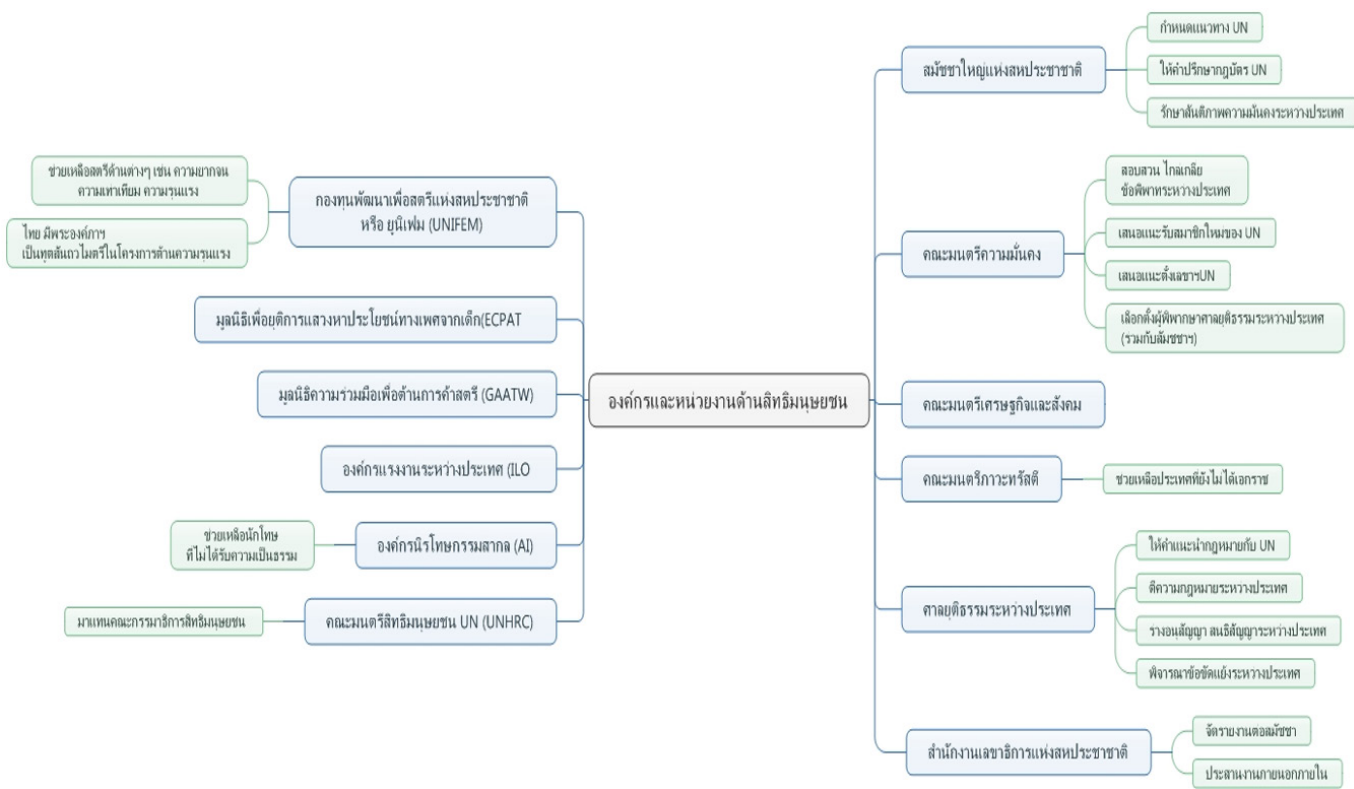 องค์กรและหน่วยงานด้านสิทธิมนุษยชน
สมัชชาใหญ่แห่งสหประชาชาติ
กำหนดแนวทาง UN
ให้คำปรึกษากฎบัตร UN
รักษาสันติภาพความมั่นคงระหว่างประเทศ
คณะมนตรีความมั่นคง
สอบสวน ไกล่เกลี่ย
ข้อพิพาทระหว่างประเทศ
เสนอแนะรับสมาชิกใหม่ของ UN
เสนอแนะตั้งเลขาฯUN
เลือกตั้งผู้พิพากษาศาลยุติธรรมระหว่างประเทศ
(ร่วมกับสมัชชาฯ)
คณะมนตรีเศรษฐกิจและสังคม
คณะมนตรีภาวะทรัสตี
ช่วยเหลือประเทศที่ยังไม่ได้เอกราช
ศาลยุติธรรมระหว่างประเทศ
ให้คำแนะนำกฎหมายกับ UN
ตีความกฎหมายระหว่างประเทศ
ร่างอนุสัญญา สนธิสัญญาระหว่างประเทศ
พิจารณาข้อขัดแย้งระหว่างประเทศ
สำนักงานเลขาธิการแห่งสหประชาชาติ
จัดรายงานต่อสมัชชา
ประสานงานภายนอกภายใน
กองทุนพัฒนาเพื่อสตรีแห่งสหประชาชาติ
หรือ ยูนิเฟม (UNIFEM)
ช่วยเหลือสตรีด้านต่างๆ เช่น ความยากจน
ความเท่าเทียม ความรุนแรง
ไทย มีพระองค์ภาฯ
เป็นทูตสันถวไมตรีในโครงการต้านความรุนแรง
มูลนิธิเพื่อยุติการแสวงหาประโยชน์ทางเพศจากเด็ก(ECPAT
มูลนิธิความร่วมมือเพื่อต้านการค้าสตรี (GAATW)
องค์กรแรงงานระหว่างประเทศ (ILO
องค์กรนิรโทษกรรมสากล (AI)
ช่วยเหลือนักโทษ
ที่ไม่ได้รับความเป็นธรรม
คณะมนตรีสิทธิมนุษยชน UN (UNHRC)
มาแทนคณะกรรมาธิการสิทธิมนุษยชน